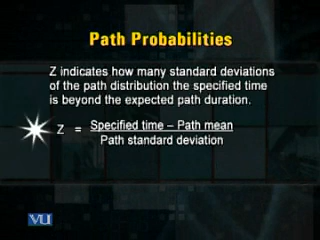 Path Probabilities
Z indicates how many standard deviations
of the path distribution the specified time
is beyond the expected path duration.
Z = Specified time – Path mean
Path standard deviation
VU